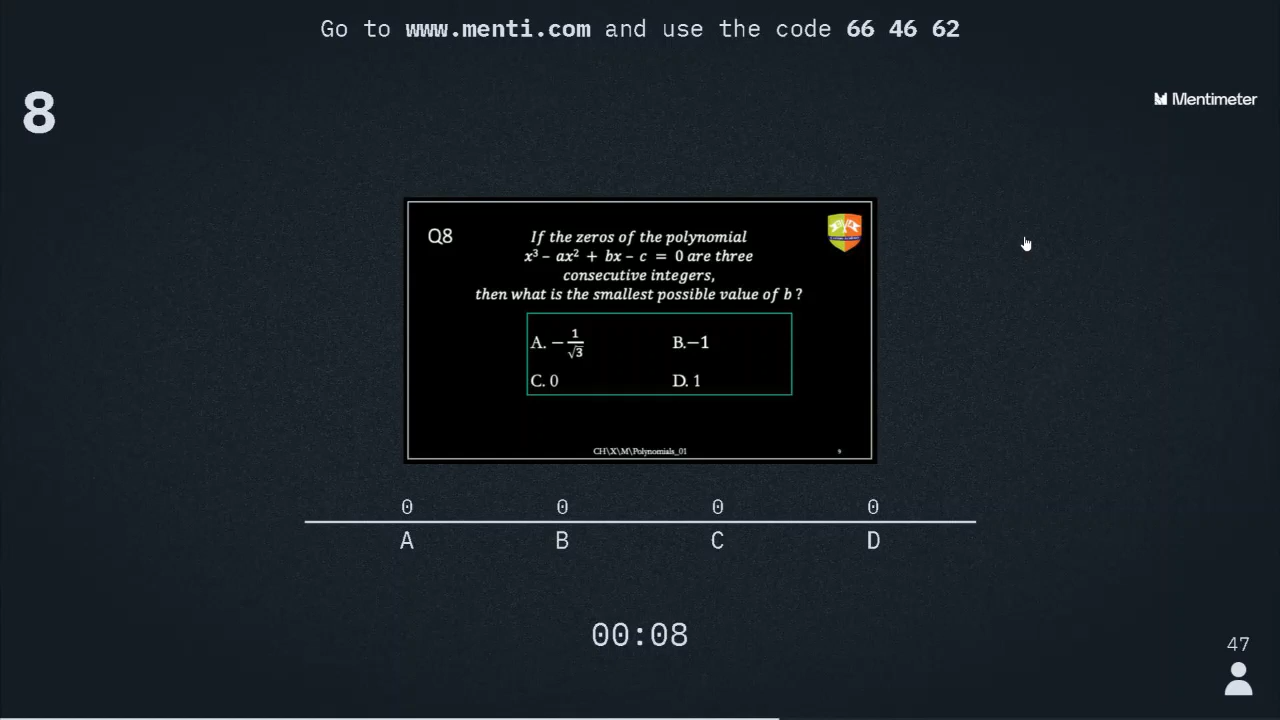 Go to www.menti.com and use the code 66 46 62
8
Mentimeter
Q8
If the zeros of the polynomial
x³ – ax² + bx – c = 0 are three
consecutive integers,
then what is the smallest possible value of b ?
A. −1/√3 B.−1
C. 0 D. 1
CH\X\M\Polynomials_01 9
0 0 0 0
A B C D
00:08
47